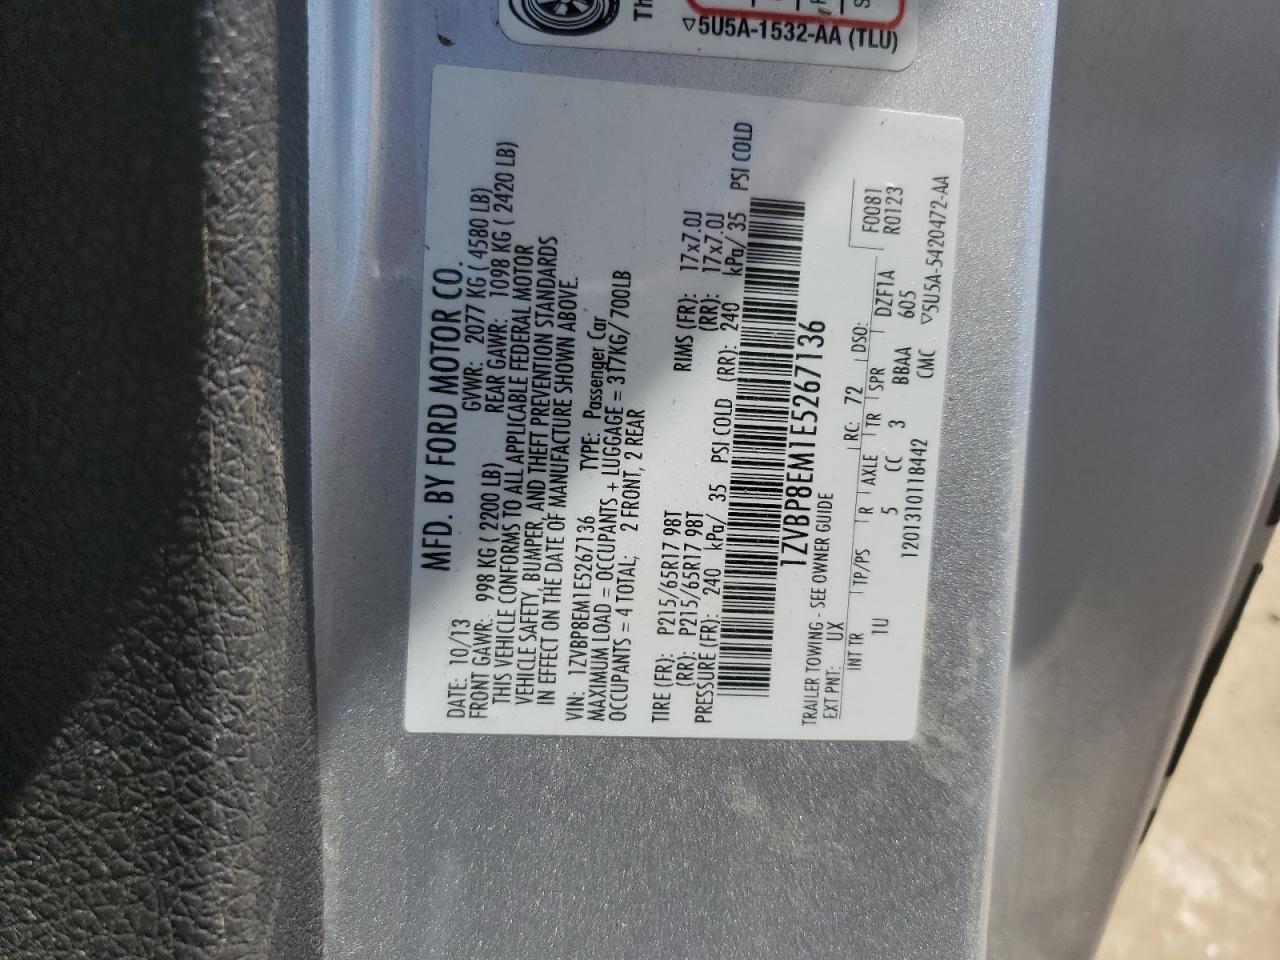 Th
▽5U5A-1532-AA (TLU)
MFD. BY FORD MOTOR CO.
DATE: 10/13 GVWR: 2077 KG ( 4580 LB)
FRONT GAWR: 998 KG ( 2200 LB) REAR GAWR: 1098 KG ( 2420 LB)
THIS VEHICLE CONFORMS TO ALL APPLICABLE FEDERAL MOTOR
VEHICLE SAFETY, BUMPER, AND THEFT PREVENTION STANDARDS
IN EFFECT ON THE DATE OF MANUFACTURE SHOWN ABOVE.
VIN: 1ZVBP8EM1E5267136 TYPE: Passenger Car
MAXIMUM LOAD = OCCUPANTS + LUGGAGE = 317KG/ 700LB
OCCUPANTS = 4 TOTAL; 2 FRONT, 2 REAR
TIRE (FR): P215/65R17 98T RIMS (FR): 17x7.0J
(RR): P215/65R17 98T (RR): 17x7.0J
PRESSURE (FR): 240 kPa/ 35 PSI COLD (RR): 240 kPa/ 35 PSI COLD
1ZVBP8EM1E5267136
TRAILER TOWING - SEE OWNER GUIDE
EXT PNT: UX RC: 72 DSO:
INT TR TP/PS R AXLE TR SPR DZF1A F0081
1U 5 CC 3 BBAA 605 R0123
120131011B442 CMC ▽5U5A-5420472-AA